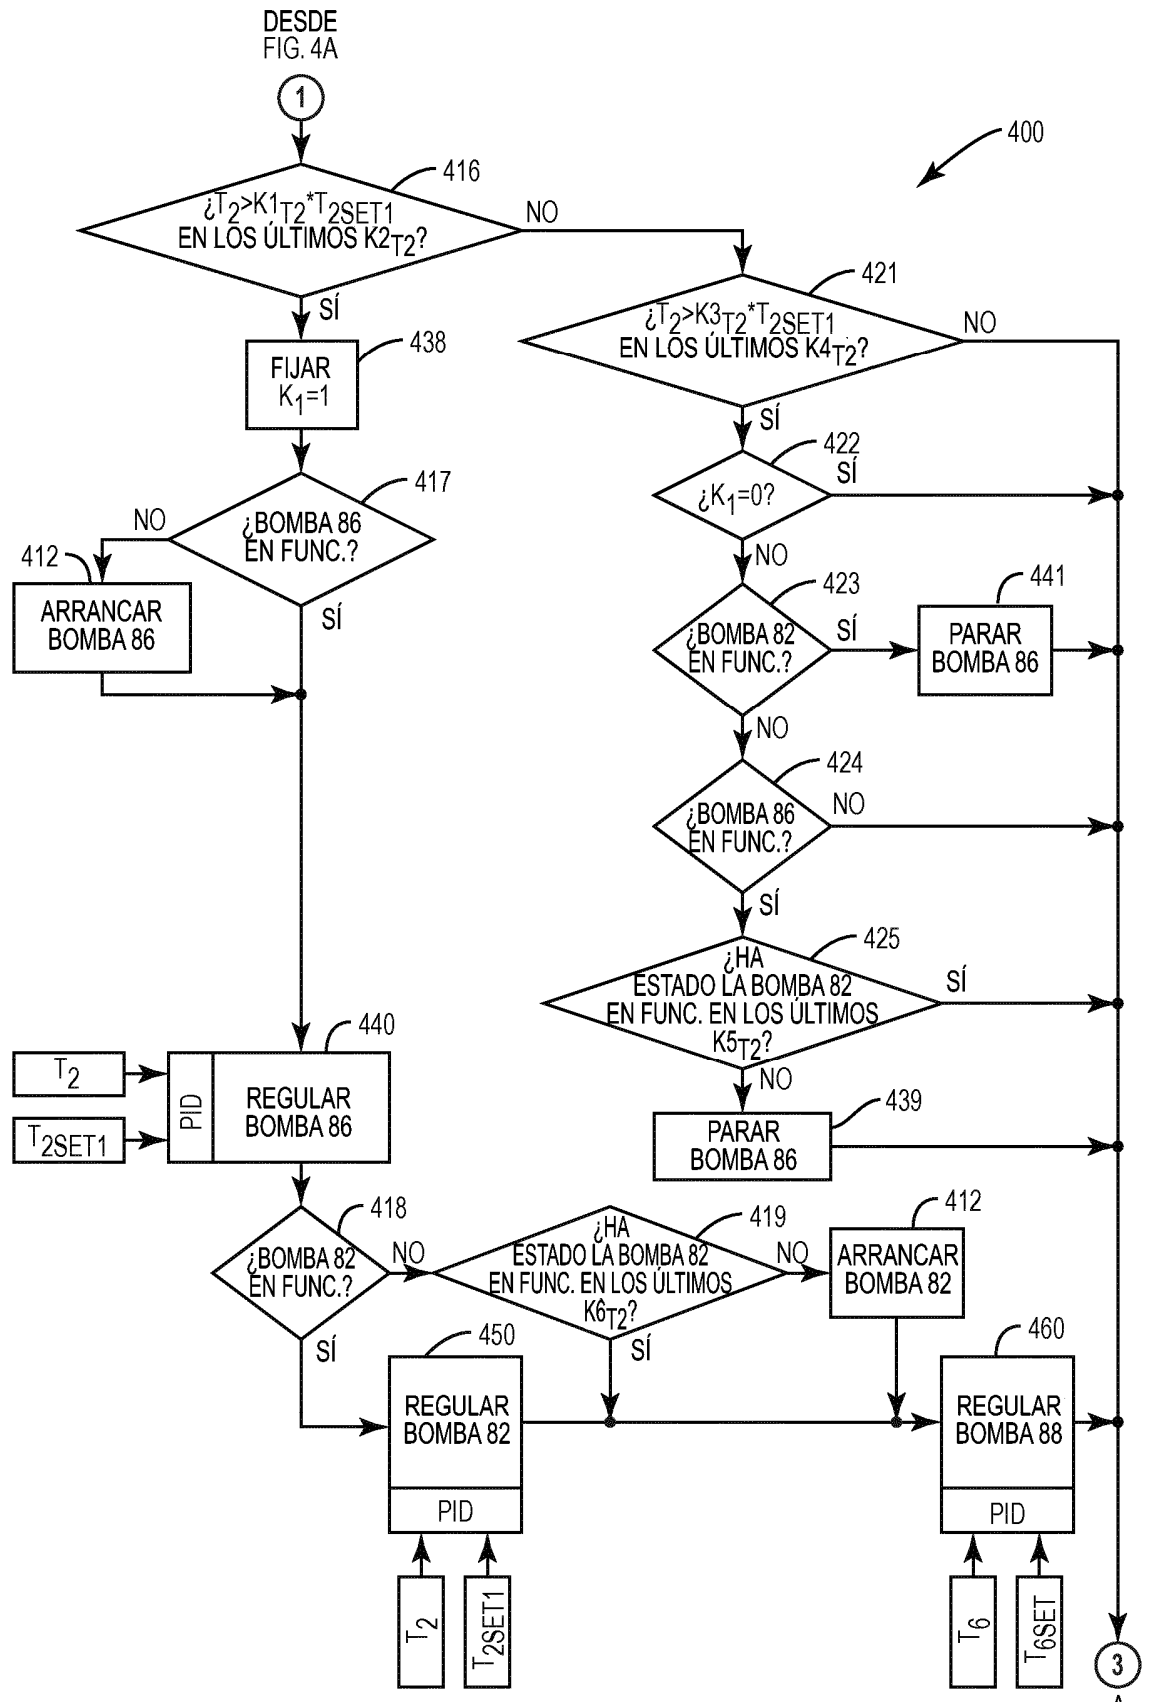 DESDE
FIG. 4A
1
400
416
¿T2>K1T2*T2SET1
EN LOS ÚLTIMOS K2T2?
NO
SÍ
421
¿T2>K3T2*T2SET1
EN LOS ÚLTIMOS K4T2?
NO
SÍ
438
FIJAR
K1=1
422
¿K1=0?
SÍ
NO
417
¿BOMBA 86
EN FUNC.?
NO
SÍ
412
ARRANCAR
BOMBA 86
423
¿BOMBA 82
EN FUNC.?
SÍ
NO
441
PARAR
BOMBA 86
424
¿BOMBA 86
EN FUNC.?
NO
SÍ
425
¿HA
ESTADO LA BOMBA 82
EN FUNC. EN LOS ÚLTIMOS
K5T2?
SÍ
NO
439
PARAR
BOMBA 86
440
T2
T2SET1
PID
REGULAR
BOMBA 86
418
¿BOMBA 82
EN FUNC.?
NO
SÍ
419
¿HA
ESTADO LA BOMBA 82
EN FUNC. EN LOS ÚLTIMOS
K6̂T2?
NO
SÍ
412
ARRANCAR
BOMBA 82
450
REGULAR
BOMBA 82
PID
T2
T2SET1
460
REGULAR
BOMBA 88
PID
T6
T6SET
3